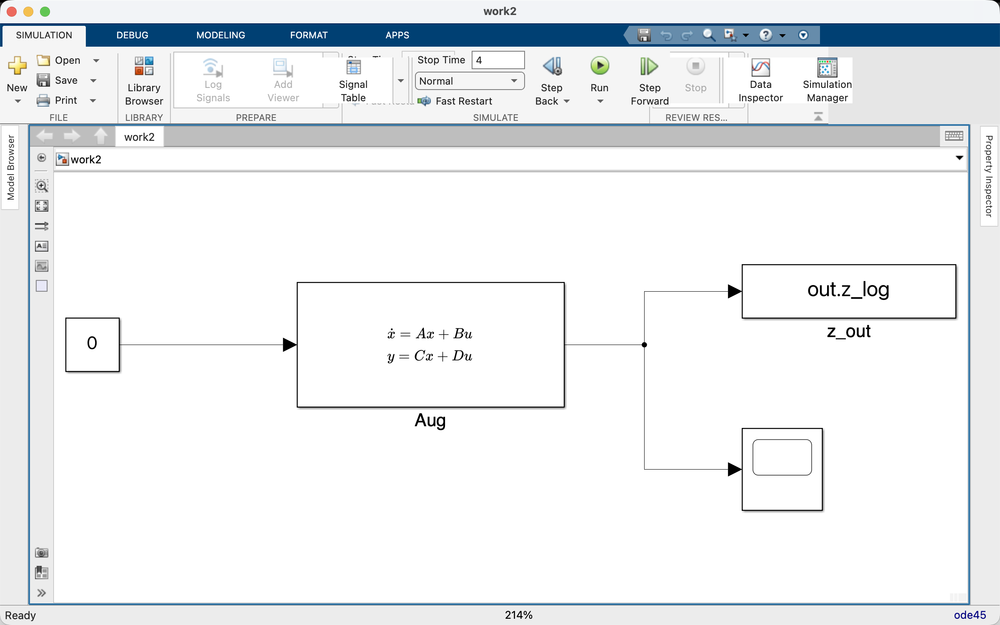 work2
SIMULATION
DEBUG
MODELING
FORMAT
APPS
New
Open
Save
Print
FILE
Library
Browser
LIBRARY
Log
Signals
Add
Viewer
Signal
Table
PREPARE
Stop Time
4
Normal
Fast Restart
Step
Back
Run
Step
Forward
Stop
SIMULATE
Data
Inspector
Simulation
Manager
REVIEW RES...
Model Browser
work2
work2
Property Inspector
0
ẋ = Ax + Bu
y = Cx + Du
Aug
out.z_log
z_out
Ready
214%
ode45